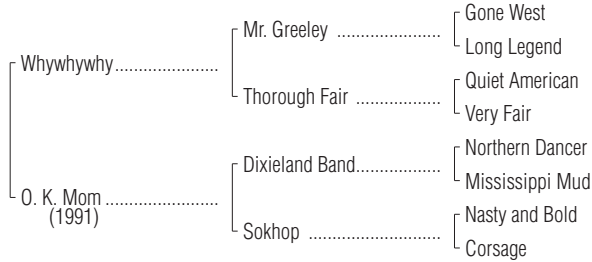 Gone West
Mr. Greeley ..................
Long Legend
Whywhywhy.....................
Quiet American
Thorough Fair ..................
Very Fair
Northern Dancer
Dixieland Band..................
Mississippi Mud
O. K. Mom .......................
(1991)
Nasty and Bold
Sokhop ............................
Corsage